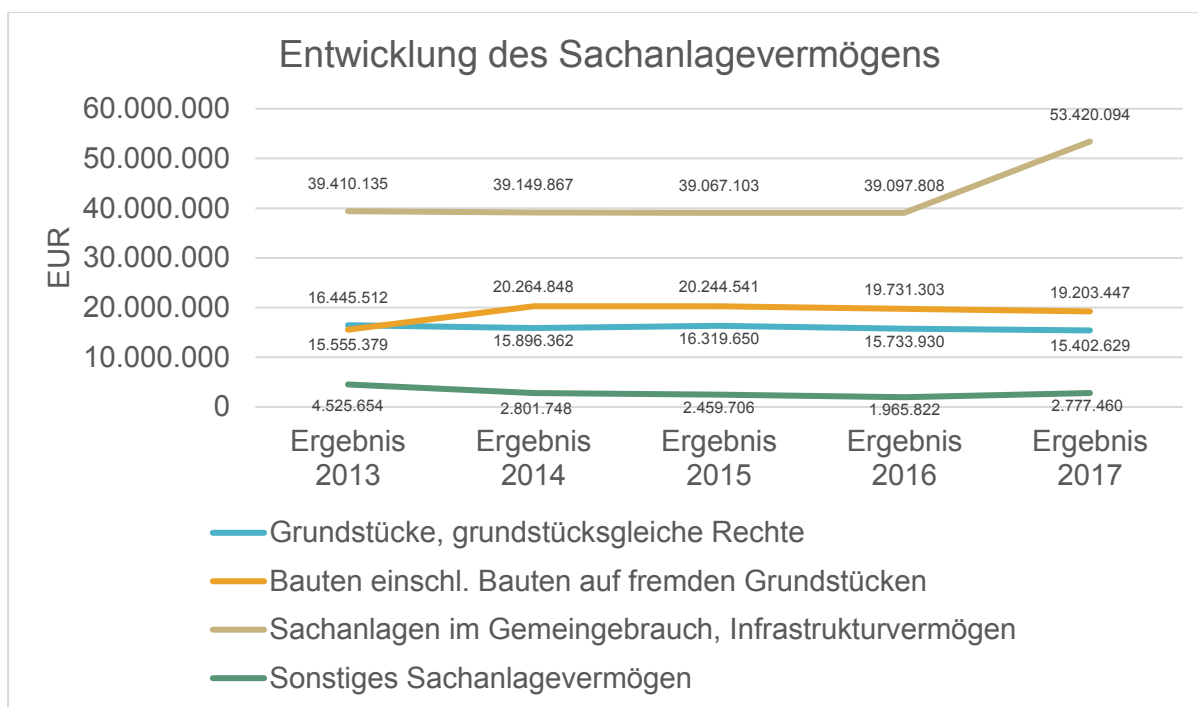 Entwicklung des Sachanlagevermögens
60.000.000
50.000.000
40.000.000
30.000.000
20.000.000
10.000.000
0
EUR
53.420.094
39.410.135 39.149.867 39.067.103 39.097.808
16.445.512 20.264.848 20.244.541 19.731.303 19.203.447
15.555.379 15.896.362 16.319.650 15.733.930 15.402.629
4.525.654 2.801.748 2.459.706 1.965.822 2.777.460
Ergebnis Ergebnis Ergebnis Ergebnis Ergebnis
2013 2014 2015 2016 2017
Grundstücke, grundstücksgleiche Rechte
Bauten einschl. Bauten auf fremden Grundstücken
Sachanlagen im Gemeingebrauch, Infrastrukturvermögen
Sonstiges Sachanlagevermögen